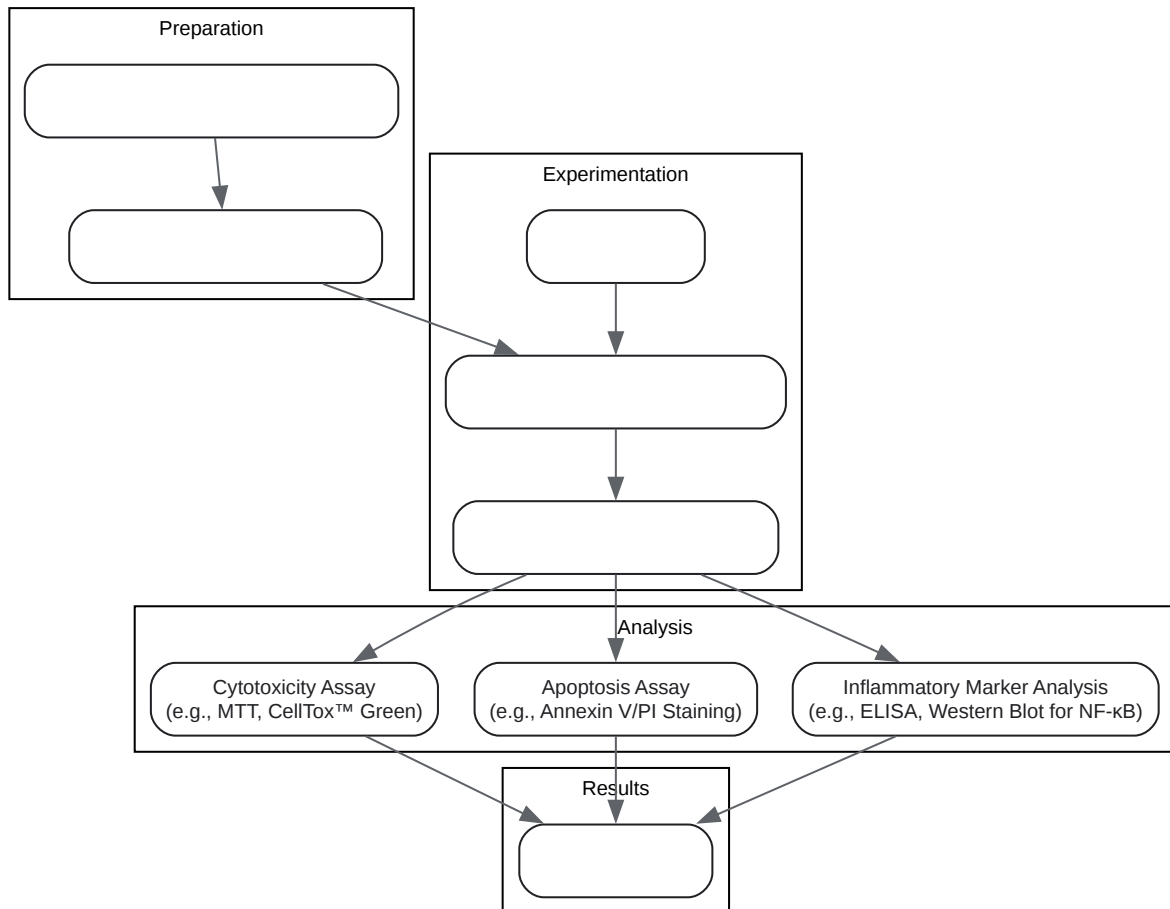 Preparation
Experimentation
Analysis
Cytotoxicity Assay
(e.g., MTT, CellTox™ Green)
Apoptosis Assay
(e.g., Annexin V/PI Staining)
Inflammatory Marker Analysis
(e.g., ELISA, Western Blot for NF-κB)
Results